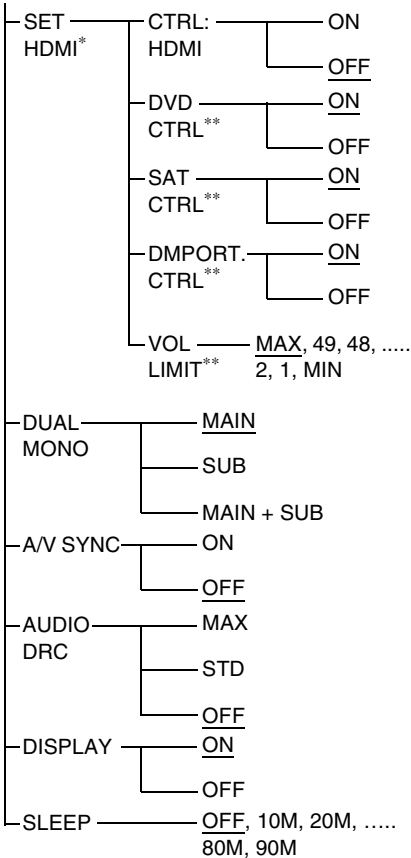 SET HDMI*
CTRL: HDMI
ON
OFF
DVD CTRL**
ON
OFF
SAT CTRL**
ON
OFF
DMPORT. CTRL**
ON
OFF
VOL LIMIT**
MAX, 49, 48, .....
2, 1, MIN
DUAL MONO
MAIN
SUB
MAIN + SUB
A/V SYNC
ON
OFF
AUDIO DRC
MAX
STD
OFF
DISPLAY
ON
OFF
SLEEP
OFF, 10M, 20M, .....
80M, 90M